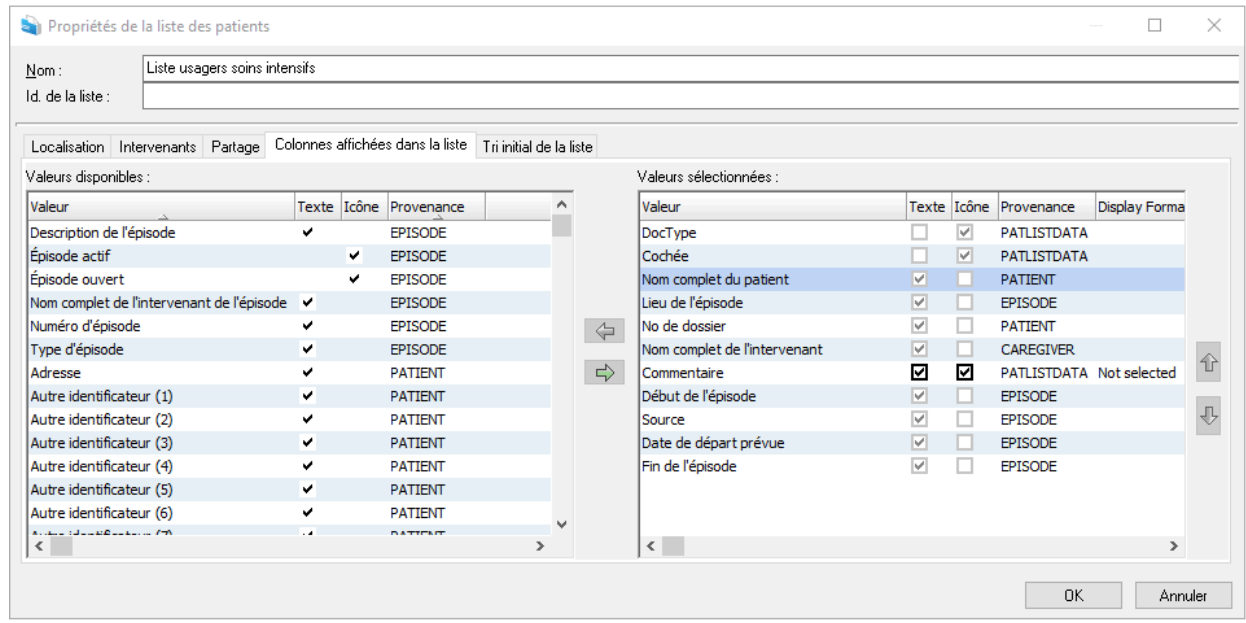 Propriétés de la liste des patients
Nom : Liste usagers soins intensifs
Id. de la liste :
Localisation Intervenants Partage Colonnes affichées dans la liste Tri initial de la liste
Valeurs disponibles :
Valeur Texte Icône Provenance
Description de l'épisode EPISODE
Épisode actif EPISODE
Épisode ouvert EPISODE
Nom complet de l'intervenant de l'épisode EPISODE
Numéro d'épisode EPISODE
Type d'épisode EPISODE
Adresse PATIENT
Autre identificateur (1) PATIENT
Autre identificateur (2) PATIENT
Autre identificateur (3) PATIENT
Autre identificateur (4) PATIENT
Autre identificateur (5) PATIENT
Autre identificateur (6) PATIENT
Autre identificateur (7) PATIENT
Valeurs sélectionnées :
Valeur Texte Icône Provenance Display Forma
DocType PATLISTDATA
Cochée PATLISTDATA
Nom complet du patient PATIENT
Lieu de l'épisode EPISODE
No de dossier PATIENT
Nom complet de l'intervenant CAREGIVER
Commentaire PATLISTDATA Not selected
Début de l'épisode EPISODE
Source EPISODE
Date de départ prévue EPISODE
Fin de l'épisode EPISODE
OK Annuler